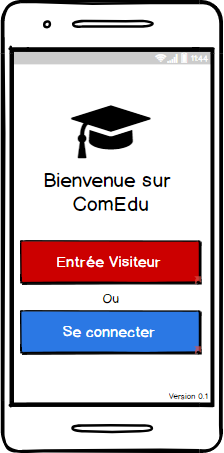 11:44
Bienvenue sur
ComEdu
Entrée Visiteur
Ou
Se connecter
Version 0.1